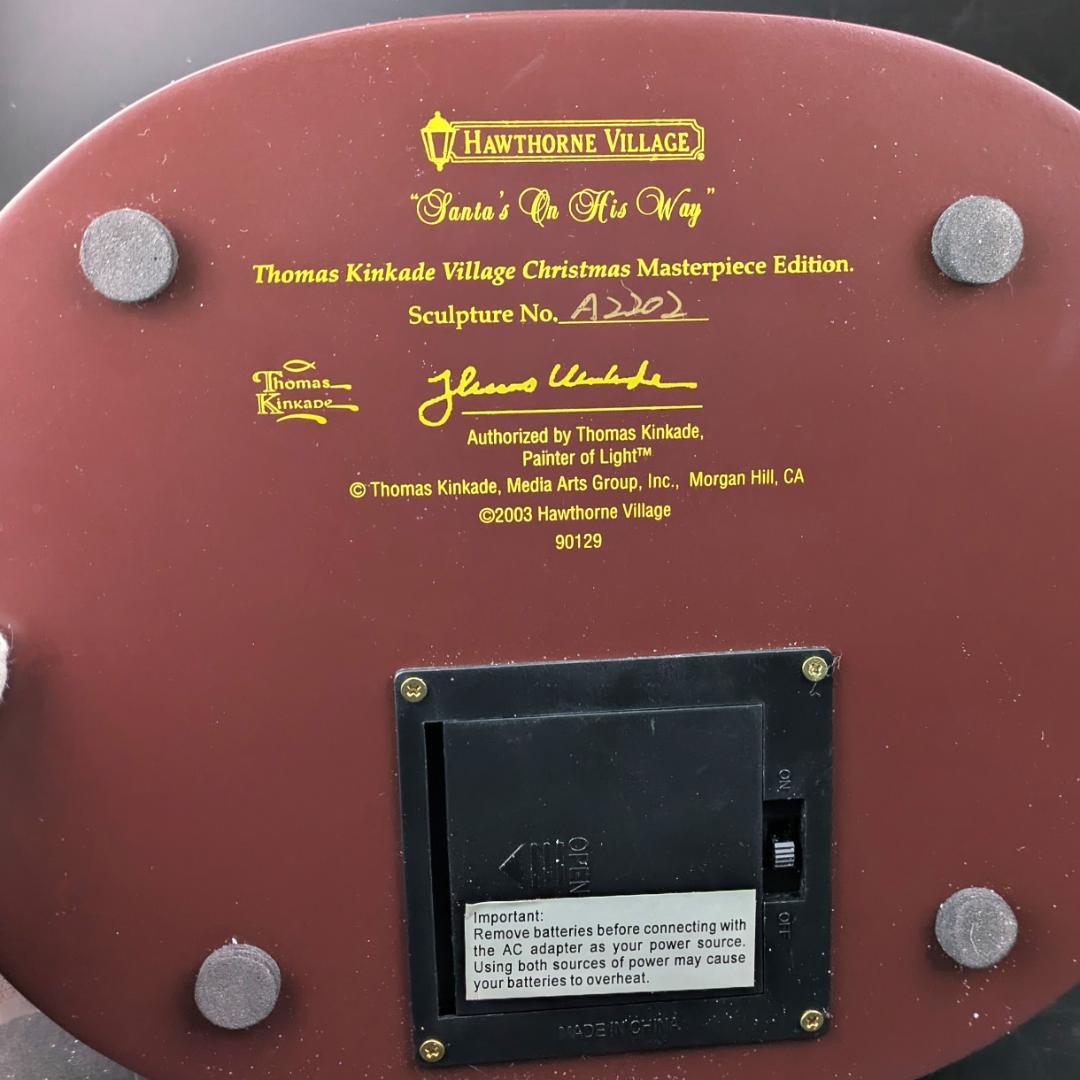 HAWTHORNE VILLAGE®
"Santa's On His Way"
Thomas Kinkade Village Christmas Masterpiece Edition.
Sculpture No. A2202
Thomas
Kinkade
Thomas Kinkade
Authorized by Thomas Kinkade,
Painter of Light™
© Thomas Kinkade, Media Arts Group, Inc., Morgan Hill, CA
©2003 Hawthorne Village
90129
ON
OPEN
OFF
Important:
Remove batteries before connecting with
the AC adapter as your power source.
Using both sources of power may cause
your batteries to overheat.
MADE IN CHINA